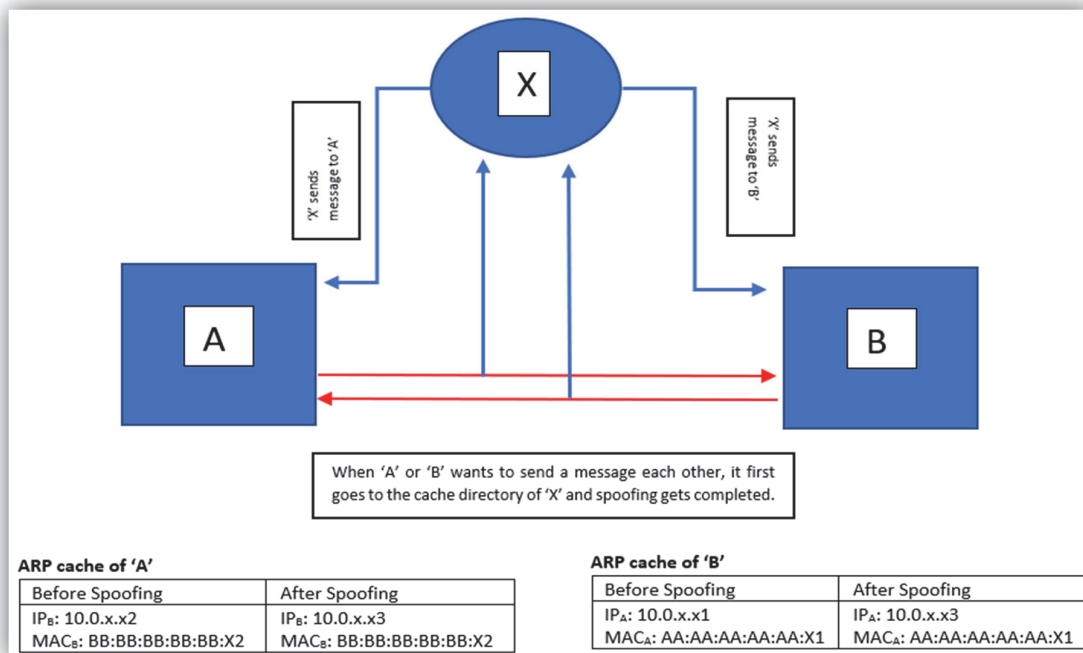 X
'X' sends
message to 'A'
'X' sends
message to 'B'
A
B
When 'A' or 'B' wants to send a message each other, it first
goes to the cache directory of 'X' and spoofing gets completed.
ARP cache of 'A'
Before Spoofing After Spoofing
IPB: 10.0.x.x2 IPB: 10.0.x.x3
MACB: BB:BB:BB:BB:BB:X2 MACB: BB:BB:BB:BB:BB:X2
ARP cache of 'B'
Before Spoofing After Spoofing
IPA: 10.0.x.x1 IPA: 10.0.x.x3
MACA: AA:AA:AA:AA:AA:X1 MACA: AA:AA:AA:AA:AA:X1